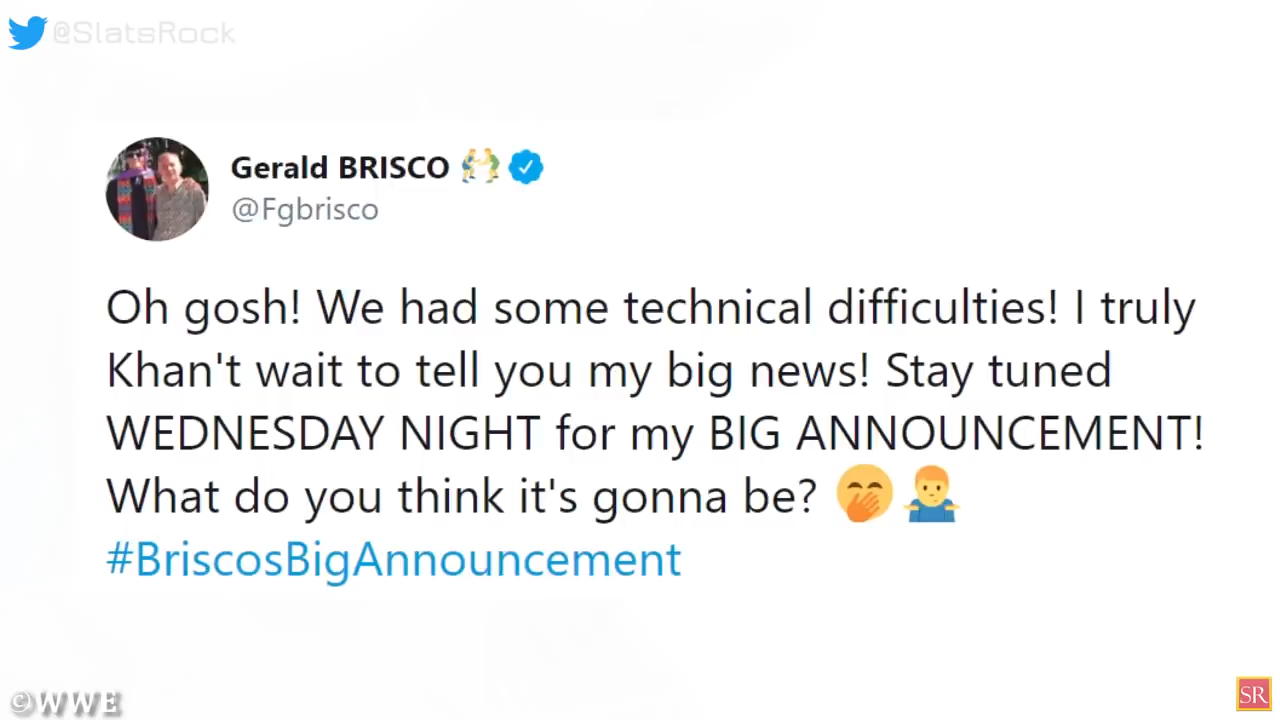 @SlatsRock
Gerald BRISCO
@Fgbrisco
Oh gosh! We had some technical difficulties! I truly
Khan't wait to tell you my big news! Stay tuned
WEDNESDAY NIGHT for my BIG ANNOUNCEMENT!
What do you think it's gonna be? 🤭🤷‍♂️
#BriscosBigAnnouncement
©WWE
SR